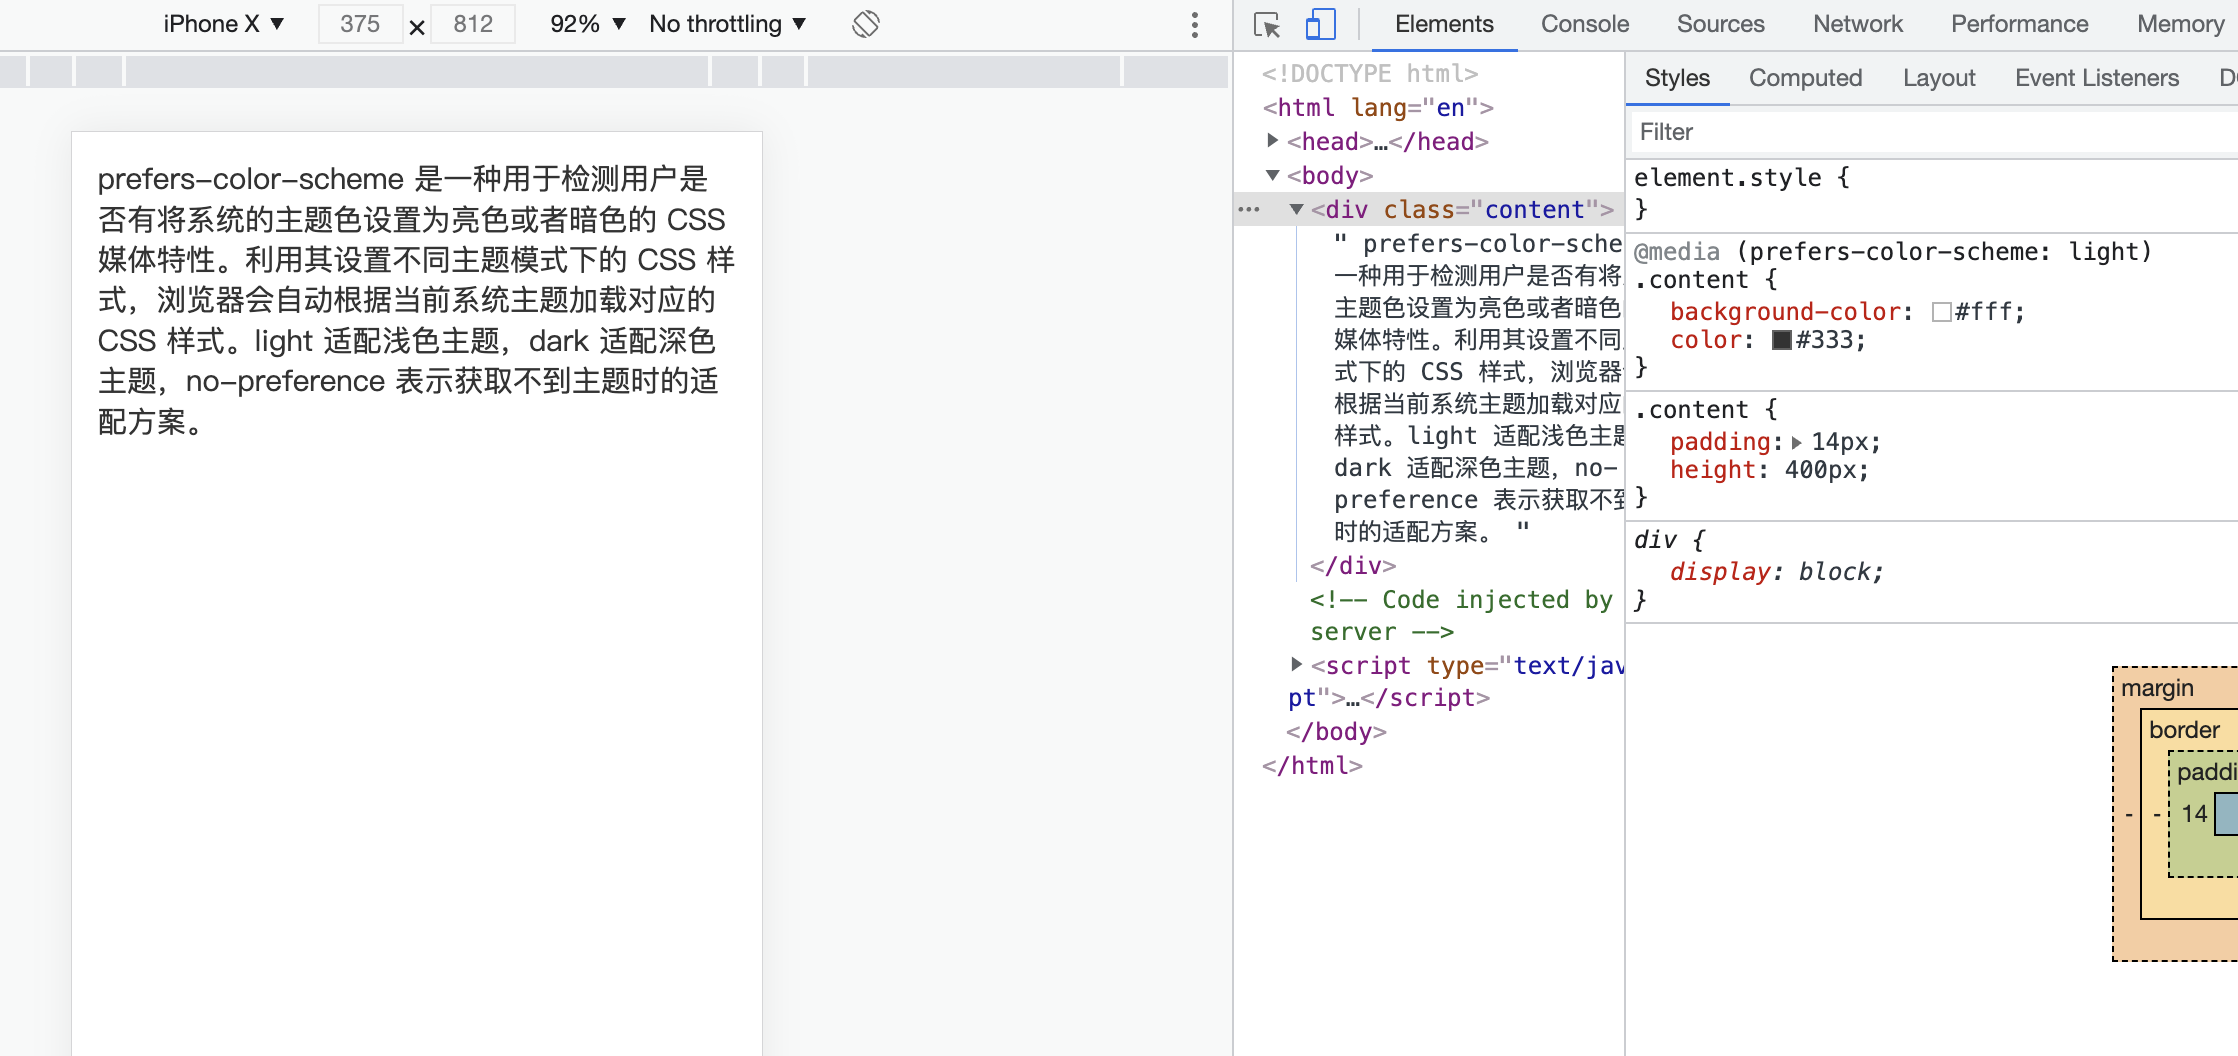 iPhone X ▼ 375 × 812 92% ▼ No throttling ▼
prefers-color-scheme 是一种用于检测用户是
否有将系统的主题色设置为亮色或者暗色的 CSS
媒体特性。利用其设置不同主题模式下的 CSS 样
式，浏览器会自动根据当前系统主题加载对应的
CSS 样式。light 适配浅色主题，dark 适配深色
主题，no-preference 表示获取不到主题时的适
配方案。
Elements Console Sources Network Performance Memory
<!DOCTYPE html>
<html lang="en">
▶ <head>…</head>
▼ <body>
… ▼ <div class="content">
" prefers-color-sche
一种用于检测用户是否有将
主题色设置为亮色或者暗色
媒体特性。利用其设置不同
式下的 CSS 样式，浏览器
根据当前系统主题加载对应
样式。light 适配浅色主题
dark 适配深色主题，no-
preference 表示获取不到
时的适配方案。 "
</div>
<!-- Code injected by
server -->
▶ <script type="text/jav
pt">…</script>
</body>
</html>
Styles Computed Layout Event Listeners
Filter
element.style {
}
@media (prefers-color-scheme: light)
.content {
background-color: #fff;
color: #333;
}
.content {
padding: ▶ 14px;
height: 400px;
}
div {
display: block;
}
margin
border
paddi
- - 14